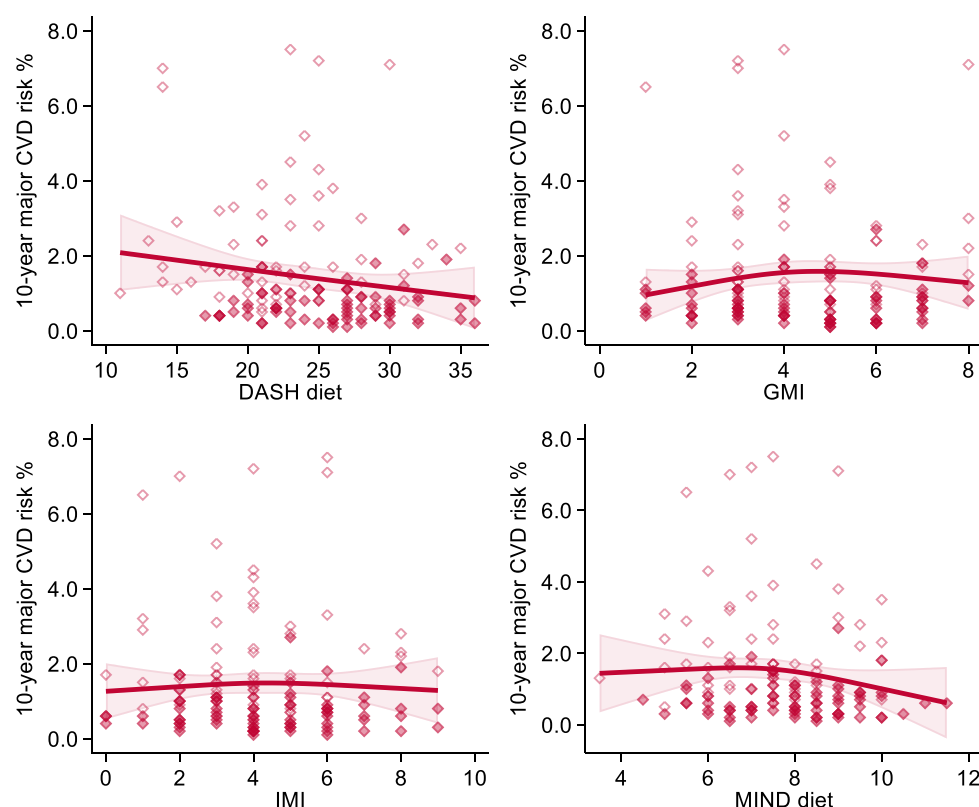 10-year major CVD risk %
8.0
6.0
4.0
2.0
0.0
10 15 20 25 30 35
DASH diet
10-year major CVD risk %
8.0
6.0
4.0
2.0
0.0
0 2 4 6 8
GMI
10-year major CVD risk %
8.0
6.0
4.0
2.0
0.0
0 2 4 6 8 10
IMI
10-year major CVD risk %
8.0
6.0
4.0
2.0
0.0
4 6 8 10 12
MIND diet